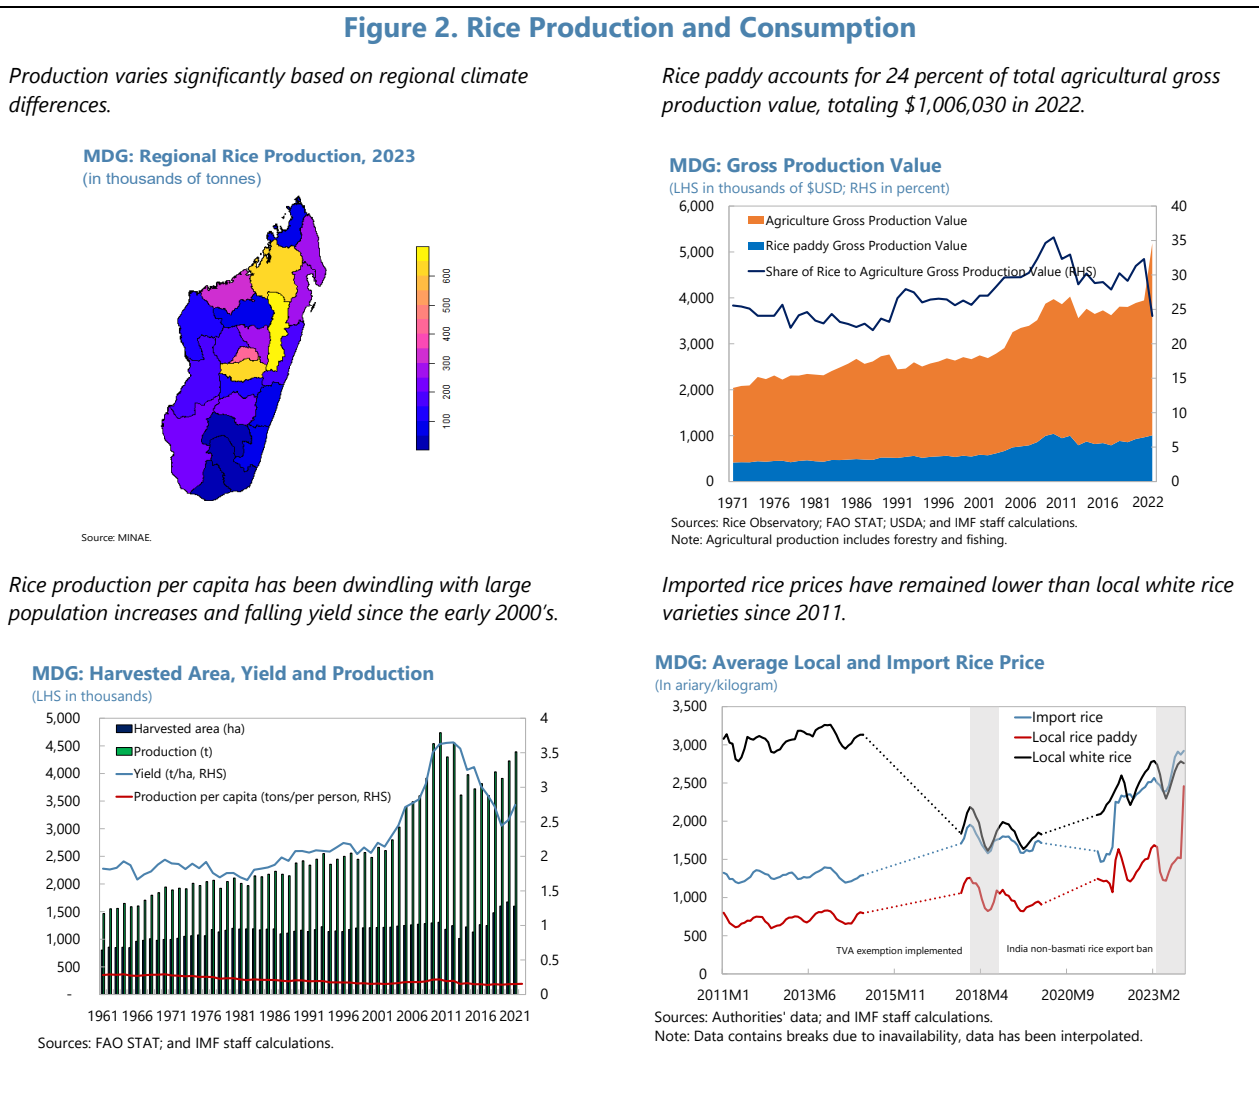 Figure 2. Rice Production and Consumption
Production varies significantly based on regional climate
differences.
MDG: Regional Rice Production, 2023
(in thousands of tonnes)
600
500
400
300
200
100
Source: MINAE.
Rice paddy accounts for 24 percent of total agricultural gross
production value, totaling $1,006,030 in 2022.
MDG: Gross Production Value
(LHS in thousands of $USD; RHS in percent)
6,000
5,000
4,000
3,000
2,000
1,000
0
Agriculture Gross Production Value
Rice paddy Gross Production Value
Share of Rice to Agriculture Gross Production Value (RHS)
40
35
30
25
20
15
10
5
0
1971 1976 1981 1986 1991 1996 2001 2006 2011 2016 2022
Sources: Rice Observatory; FAO STAT; USDA; and IMF staff calculations.
Note: Agricultural production includes forestry and fishing.
Rice production per capita has been dwindling with large
population increases and falling yield since the early 2000's.
MDG: Harvested Area, Yield and Production
(LHS in thousands)
5,000
4,500
4,000
3,500
3,000
2,500
2,000
1,500
1,000
500
-
Harvested area (ha)
Production (t)
Yield (t/ha, RHS)
Production per capita (tons/per person, RHS)
4
3.5
3
2.5
2
1.5
1
0.5
0
1961 1966 1971 1976 1981 1986 1991 1996 2001 2006 2011 2016 2021
Sources: FAO STAT; and IMF staff calculations.
Imported rice prices have remained lower than local white rice
varieties since 2011.
MDG: Average Local and Import Rice Price
(In ariary/kilogram)
3,500
3,000
2,500
2,000
1,500
1,000
500
0
Import rice
Local rice paddy
Local white rice
TVA exemption implemented
India non-basmati rice export ban
2011M1 2013M6 2015M11 2018M4 2020M9 2023M2
Sources: Authorities' data; and IMF staff calculations.
Note: Data contains breaks due to inavailability, data has been interpolated.